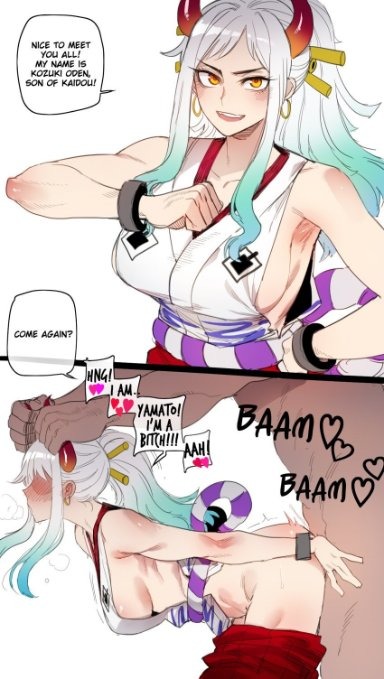 NICE TO MEET
YOU ALL!
MY NAME IS
KOZUKI ODEN,
SON OF KAIDOU!
COME AGAIN?
HNG!
I AM
YAMATO!
I'M A
BITCH!!!
AAH!
BAAM
BAAM